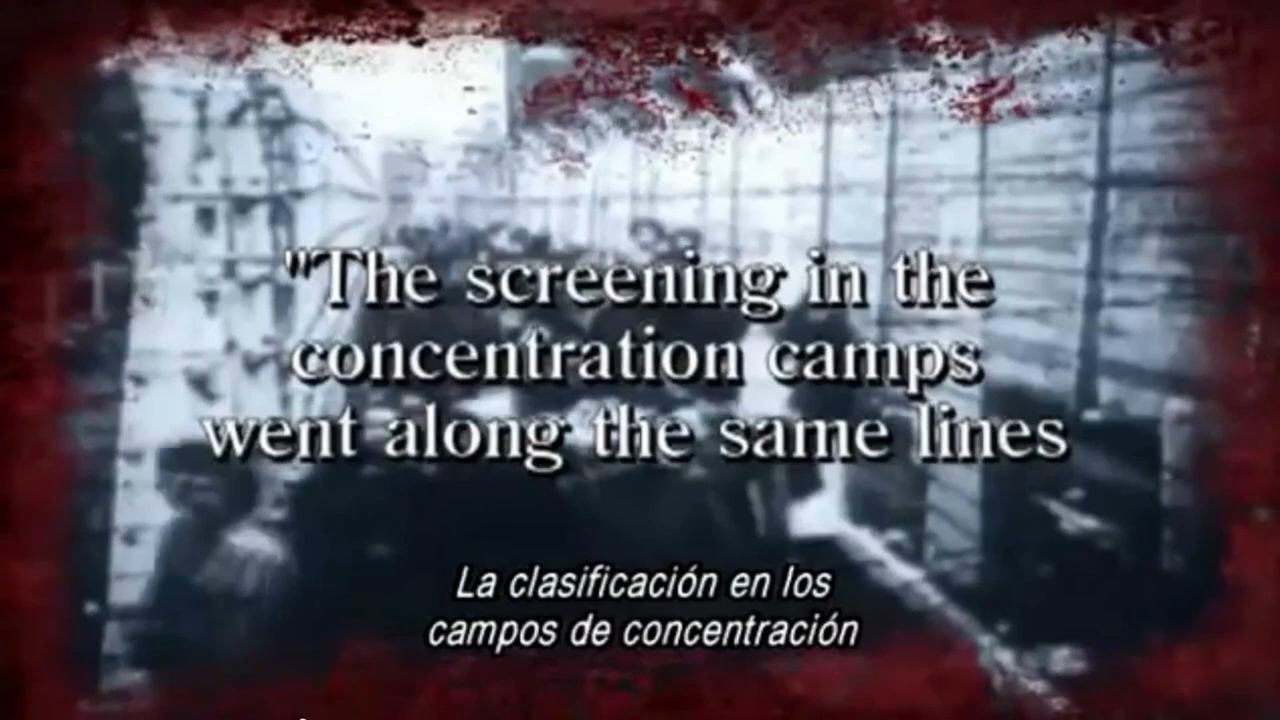 "The screening in the
concentration camps
went along the same lines
La clasificación en los
campos de concentración